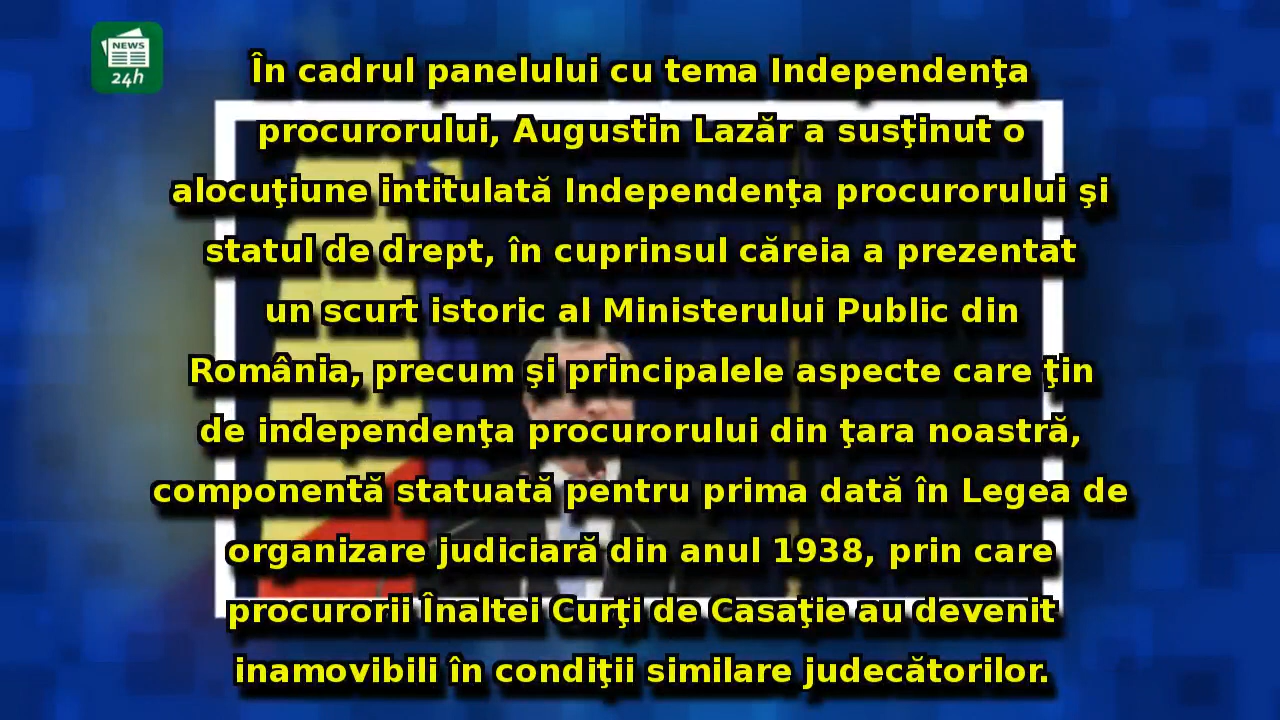 NEWS
24h
În cadrul panelului cu tema Independenţa
procurorului, Augustin Lazăr a susţinut o
alocuţiune intitulată Independenţa procurorului şi
statul de drept, în cuprinsul căreia a prezentat
un scurt istoric al Ministerului Public din
România, precum şi principalele aspecte care ţin
de independenţa procurorului din ţara noastră,
componentă statuată pentru prima dată în Legea de
organizare judiciară din anul 1938, prin care
procurorii Înaltei Curţi de Casaţie au devenit
inamovibili în condiţii similare judecătorilor.